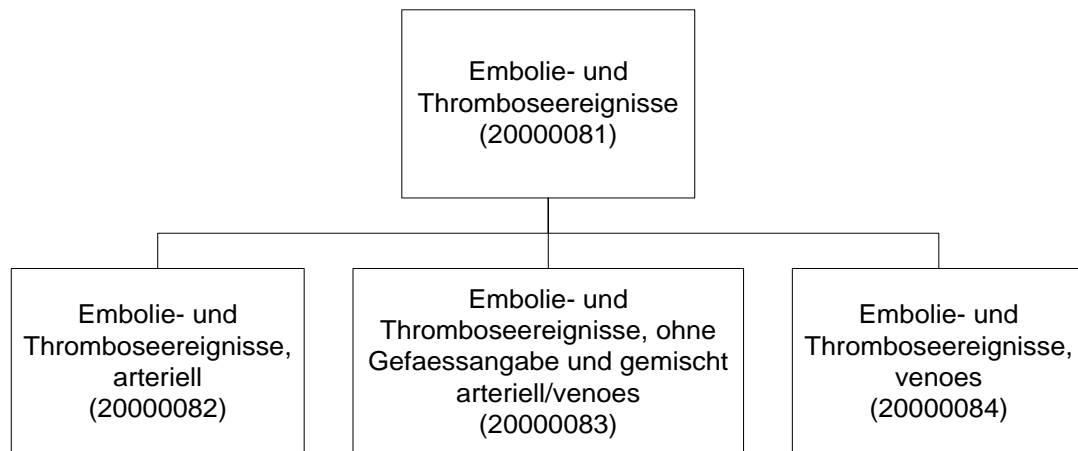 Embolie- und
Thromboseereignisse
(20000081)
Embolie- und
Thromboseereignisse,
arteriell
(20000082)
Embolie- und
Thromboseereignisse, ohne
Gefaessangabe und gemischt
arteriell/venoes
(20000083)
Embolie- und
Thromboseereignisse,
venoes
(20000084)